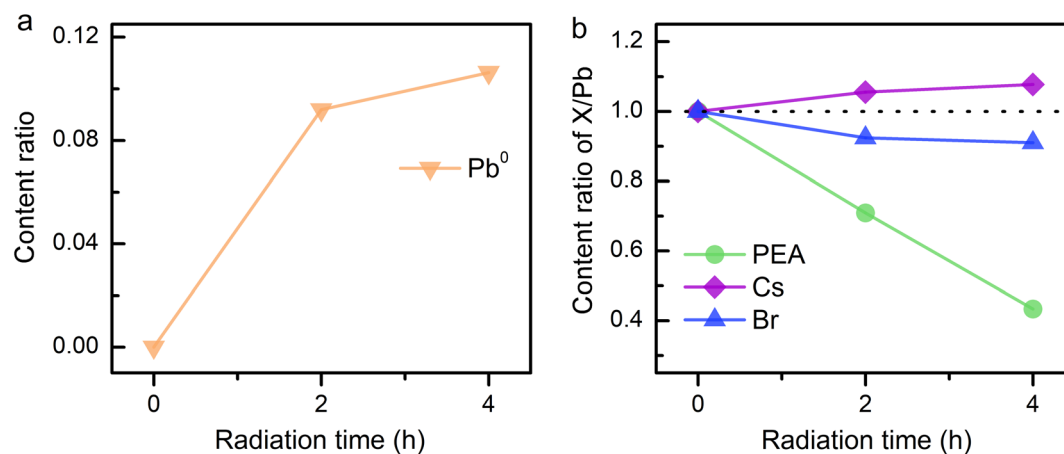 a
Content ratio
0.12
0.08
0.04
0.00
Pb⁰
0
2
4
Radiation time (h)
b
Content ratio of X/Pb
1.2
1.0
0.8
0.6
0.4
PEA
Cs
Br
0
2
4
Radiation time (h)